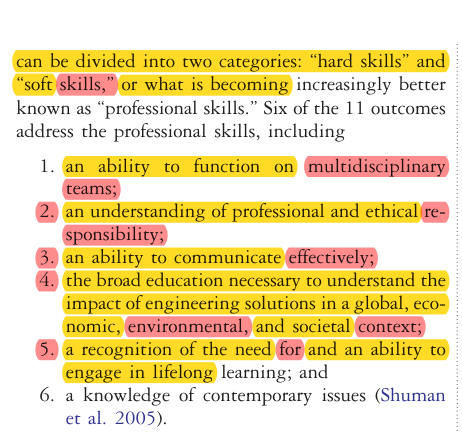 can be divided into two categories: “hard skills” and
“soft skills,” or what is becoming increasingly better
known as “professional skills.” Six of the 11 outcomes
address the professional skills, including
1. an ability to function on multidisciplinary
teams;
2. an understanding of professional and ethical re-
sponsibility;
3. an ability to communicate effectively;
4. the broad education necessary to understand the
impact of engineering solutions in a global, eco-
nomic, environmental, and societal context;
5. a recognition of the need for and an ability to
engage in lifelong learning; and
6. a knowledge of contemporary issues (Shuman
et al. 2005).